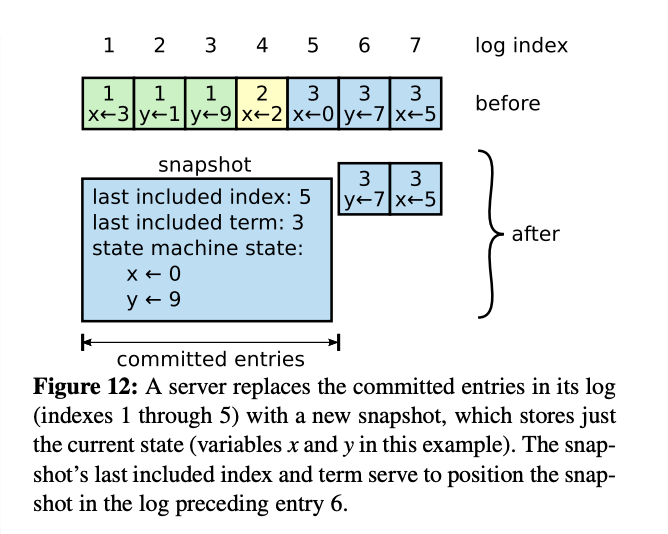 1 2 3 4 5 6 7 log index
1 1 1 2 3 3 3
x←3 y←1 y←9 x←2 x←0 y←7 x←5 before
snapshot
3 3
y←7 x←5
last included index: 5
last included term: 3
state machine state:
x ← 0
y ← 9
after
committed entries
Figure 12: A server replaces the committed entries in its log
(indexes 1 through 5) with a new snapshot, which stores just
the current state (variables x and y in this example). The snap-
shot’s last included index and term serve to position the snap-
shot in the log preceding entry 6.